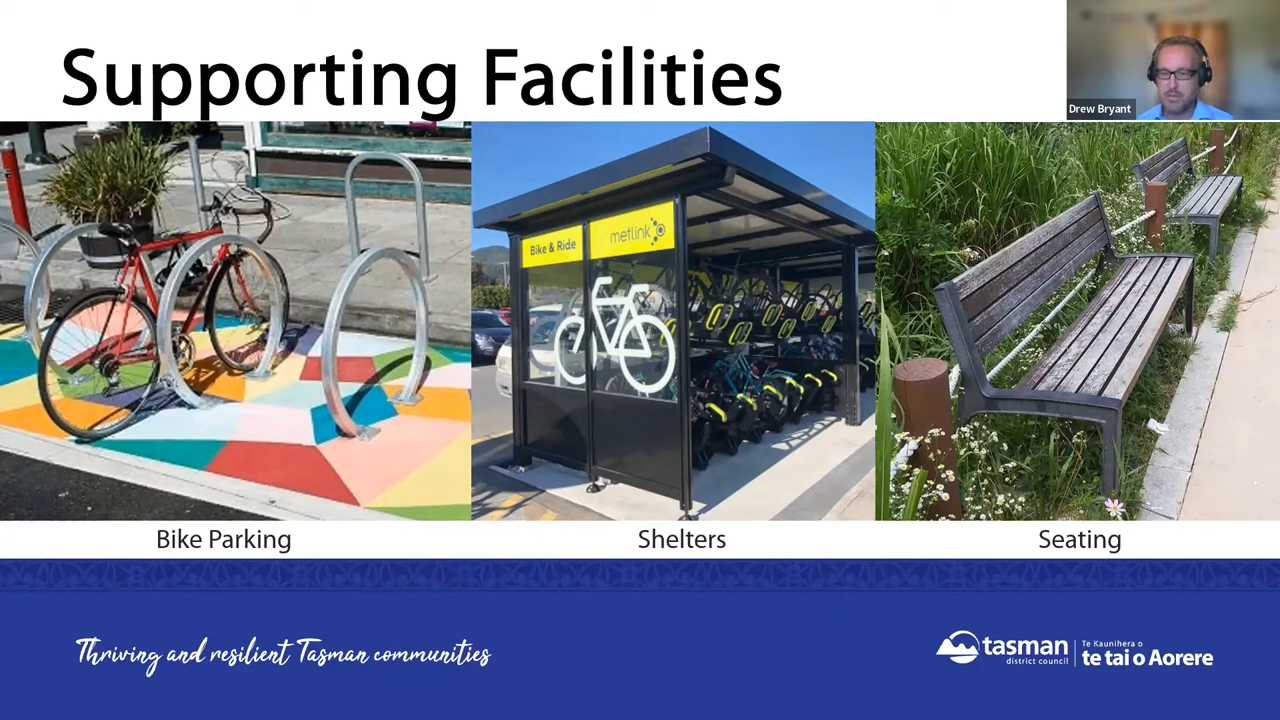 Supporting Facilities
Drew Bryant
Bike & Ride
metlink
Bike Parking
Shelters
Seating
Thriving and resilient Tasman communities
tasman
district council
Te Kaunihera o
te tai o Aorere